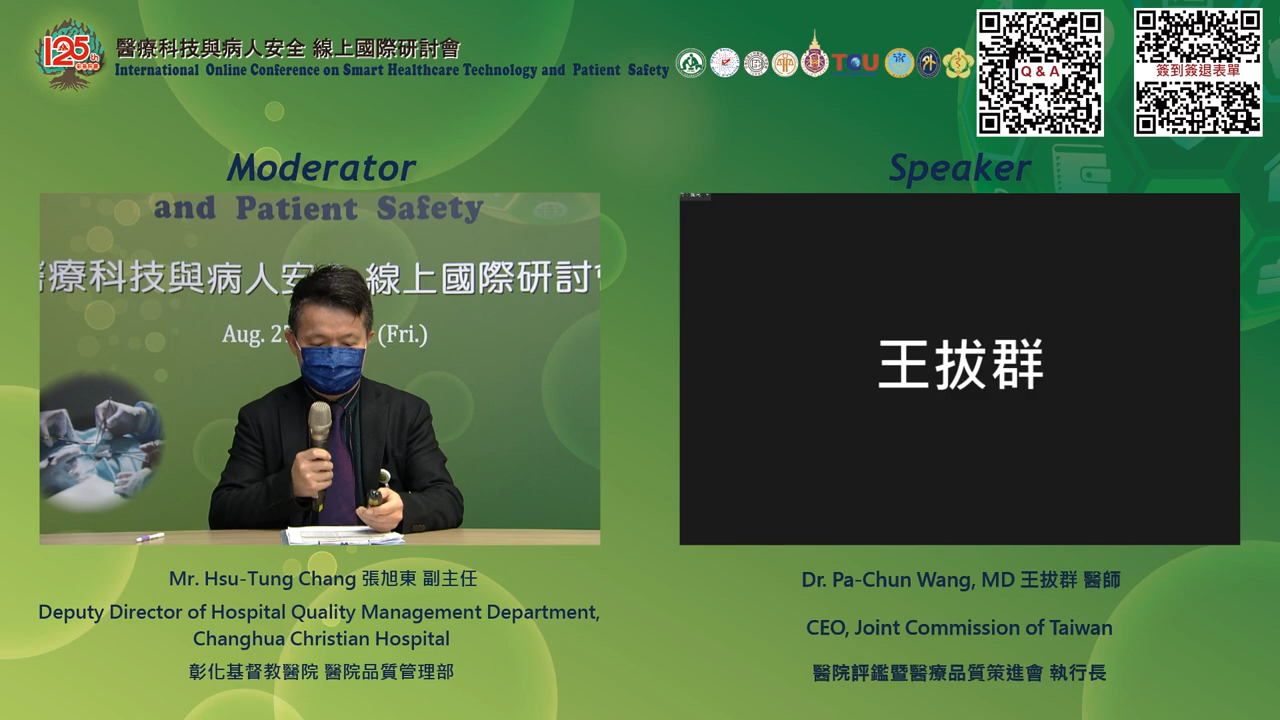 125th
醫療科技與病人安全 線上國際研討會
International Online Conference on Smart Healthcare Technology and Patient Safety
TOU
Q & A
簽到簽退表單
Moderator
Speaker
and Patient Safety
醫療科技與病人安 線上國際研討會
Aug. 27 (Fri.)
王拔群
Mr. Hsu-Tung Chang 張旭東 副主任
Deputy Director of Hospital Quality Management Department,
Changhua Christian Hospital
彰化基督教醫院 醫院品質管理部
Dr. Pa-Chun Wang, MD 王拔群 醫師
CEO, Joint Commission of Taiwan
醫院評鑑暨醫療品質策進會 執行長